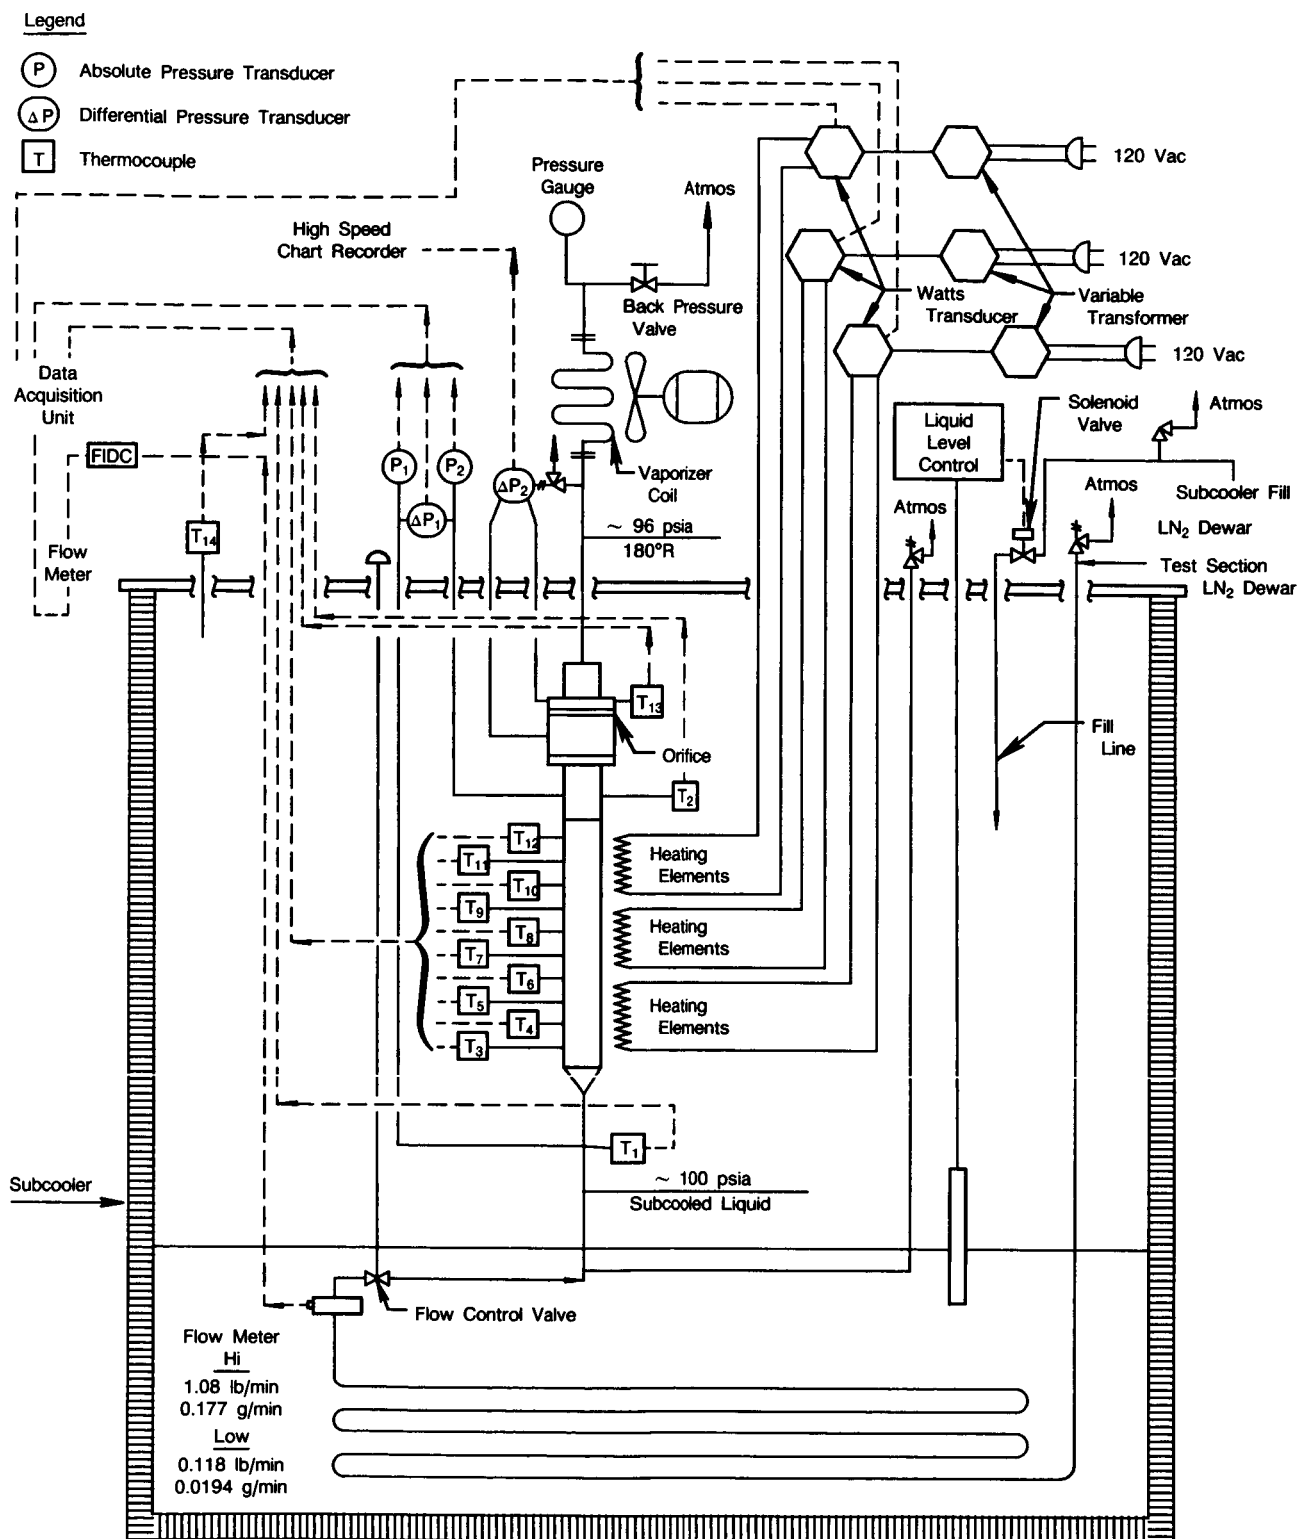 Legend
P Absolute Pressure Transducer
ΔP Differential Pressure Transducer
T Thermocouple
Pressure
Gauge
Atmos
120 Vac
High Speed
Chart Recorder
Back Pressure
Valve
120 Vac
Watts
Transducer
Variable
Transformer
120 Vac
Data
Acquisition
Unit
FIDC
Flow
Meter
T14
P1
P2
ΔP1
ΔP2
Vaporizer
Coil
~ 96 psia
180°R
Liquid
Level
Control
Solenoid
Valve
Atmos
Subcooler Fill
LN2 Dewar
Atmos
Atmos
Test Section
LN2 Dewar
T13
Orifice
T2
Fill
Line
T12
T11
T10
T9
T8
T7
T6
T5
T4
T3
Heating
Elements
Heating
Elements
Heating
Elements
T1
~ 100 psia
Subcooled Liquid
Subcooler
Flow Control Valve
Flow Meter
Hi
1.08 lb/min
0.177 g/min
Low
0.118 lb/min
0.0194 g/min